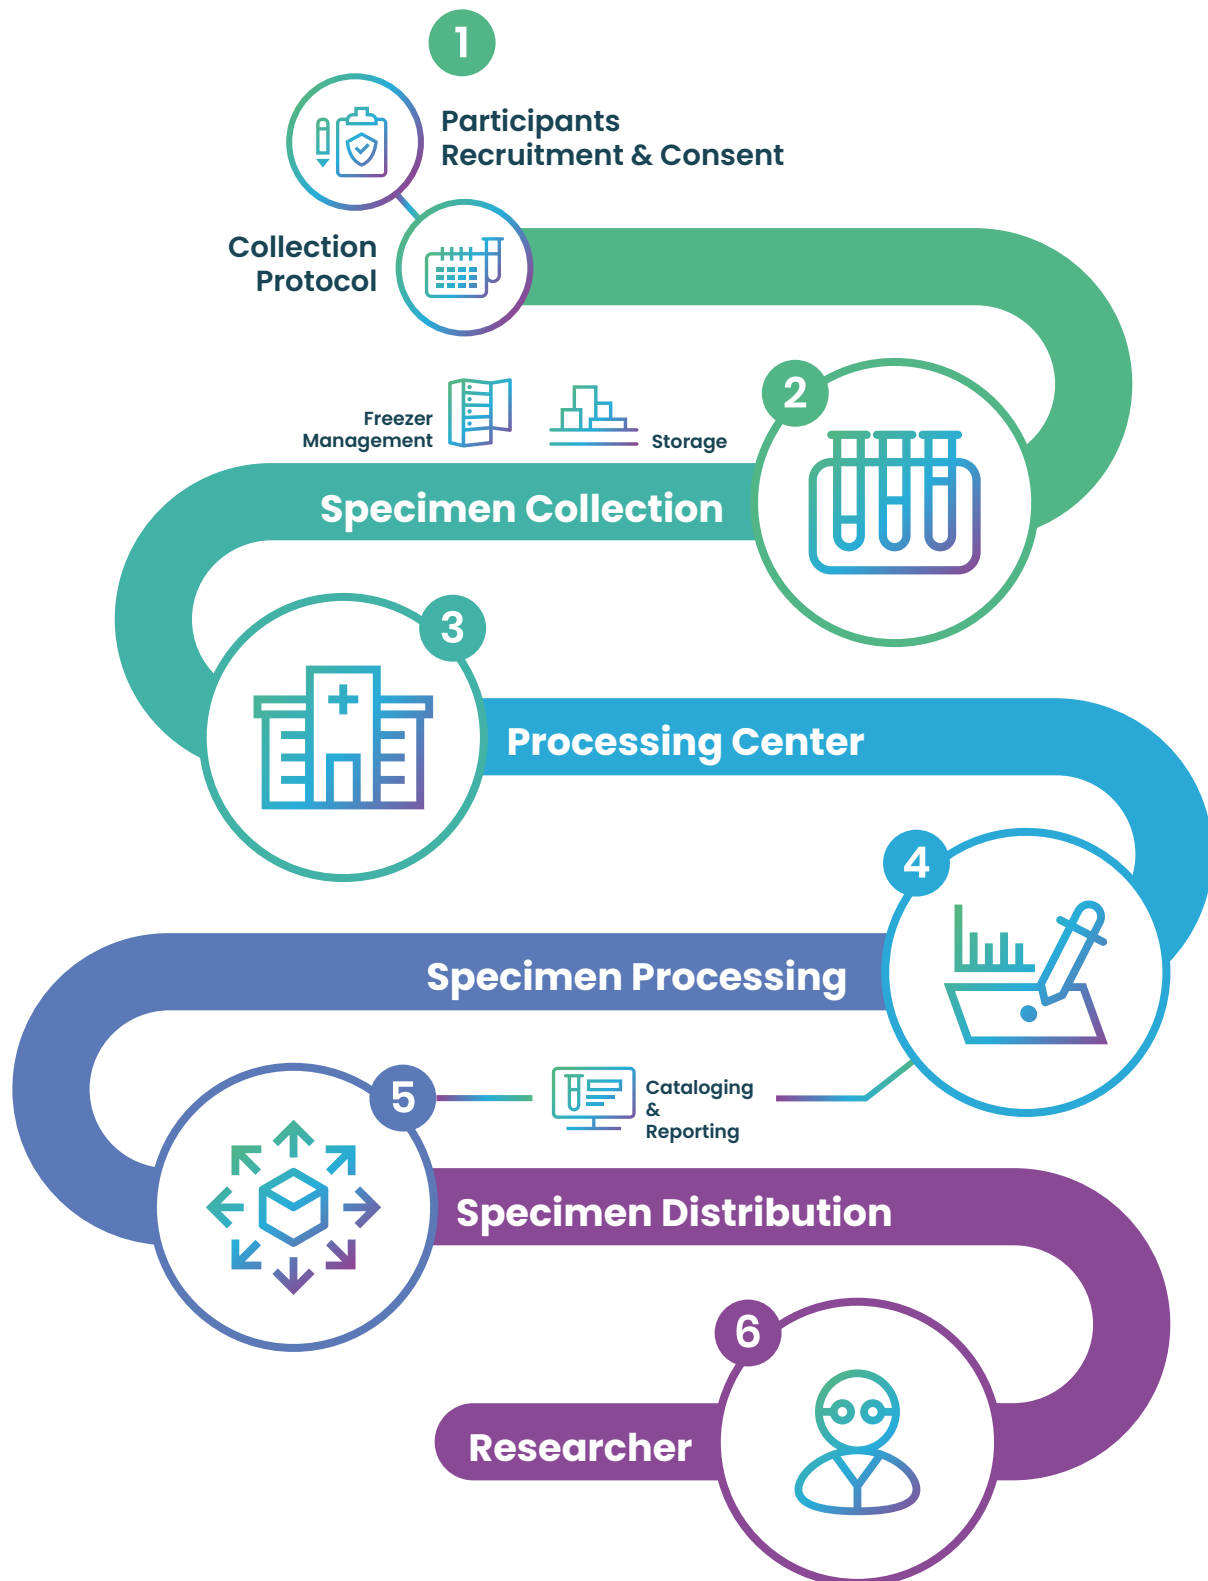 1
Participants
Recruitment & Consent
Collection
Protocol
2
Freezer
Management
Storage
Specimen Collection
3
Processing Center
4
Specimen Processing
5
Cataloging
&
Reporting
Specimen Distribution
6
Researcher